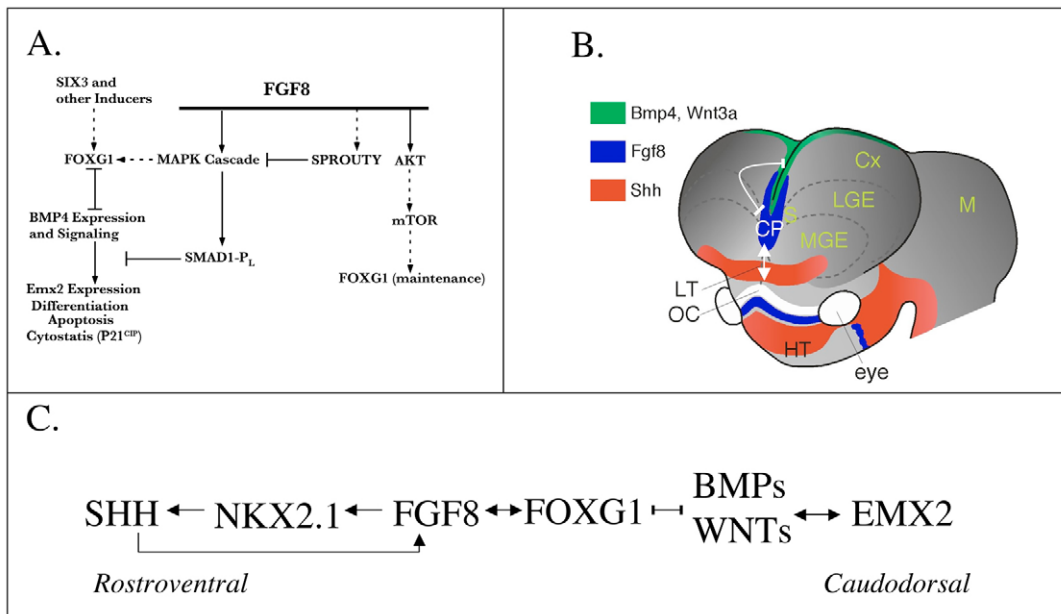 A.
SIX3 and
other Inducers
FGF8
FOXG1
MAPK Cascade
SPROUTY
AKT
BMP4 Expression
and Signaling
mTOR
SMAD1-PL
FOXG1 (maintenance)
Emx2 Expression
Differentiation
Apoptosis
Cytostatis (P21CIP)
B.
Bmp4, Wnt3a
Fgf8
Shh
Cx
LGE
M
S
CP
MGE
LT
OC
HT
eye
C.
SHH
NKX2.1
FGF8
FOXG1
BMPs
WNTs
EMX2
Rostroventral
Caudodorsal